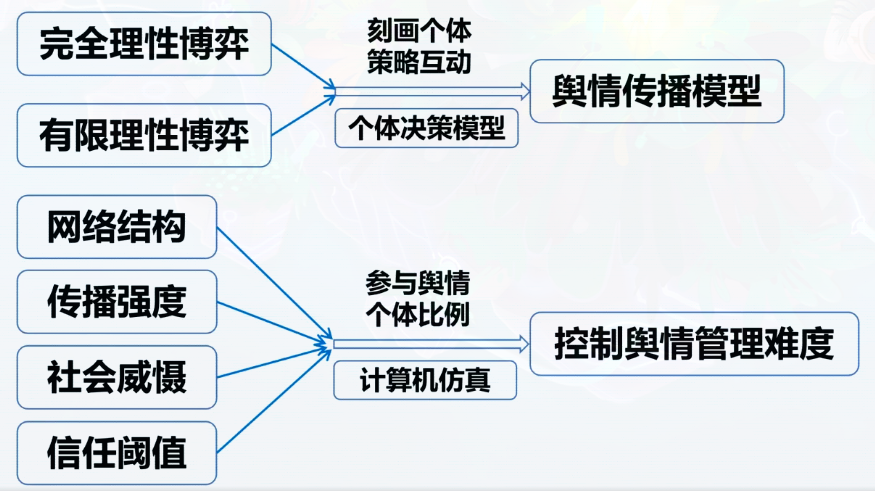 完全理性博弈
有限理性博弈
刻画个体
策略互动
个体决策模型
舆情传播模型
网络结构
传播强度
社会威慑
信任阈值
参与舆情
个体比例
计算机仿真
控制舆情管理难度